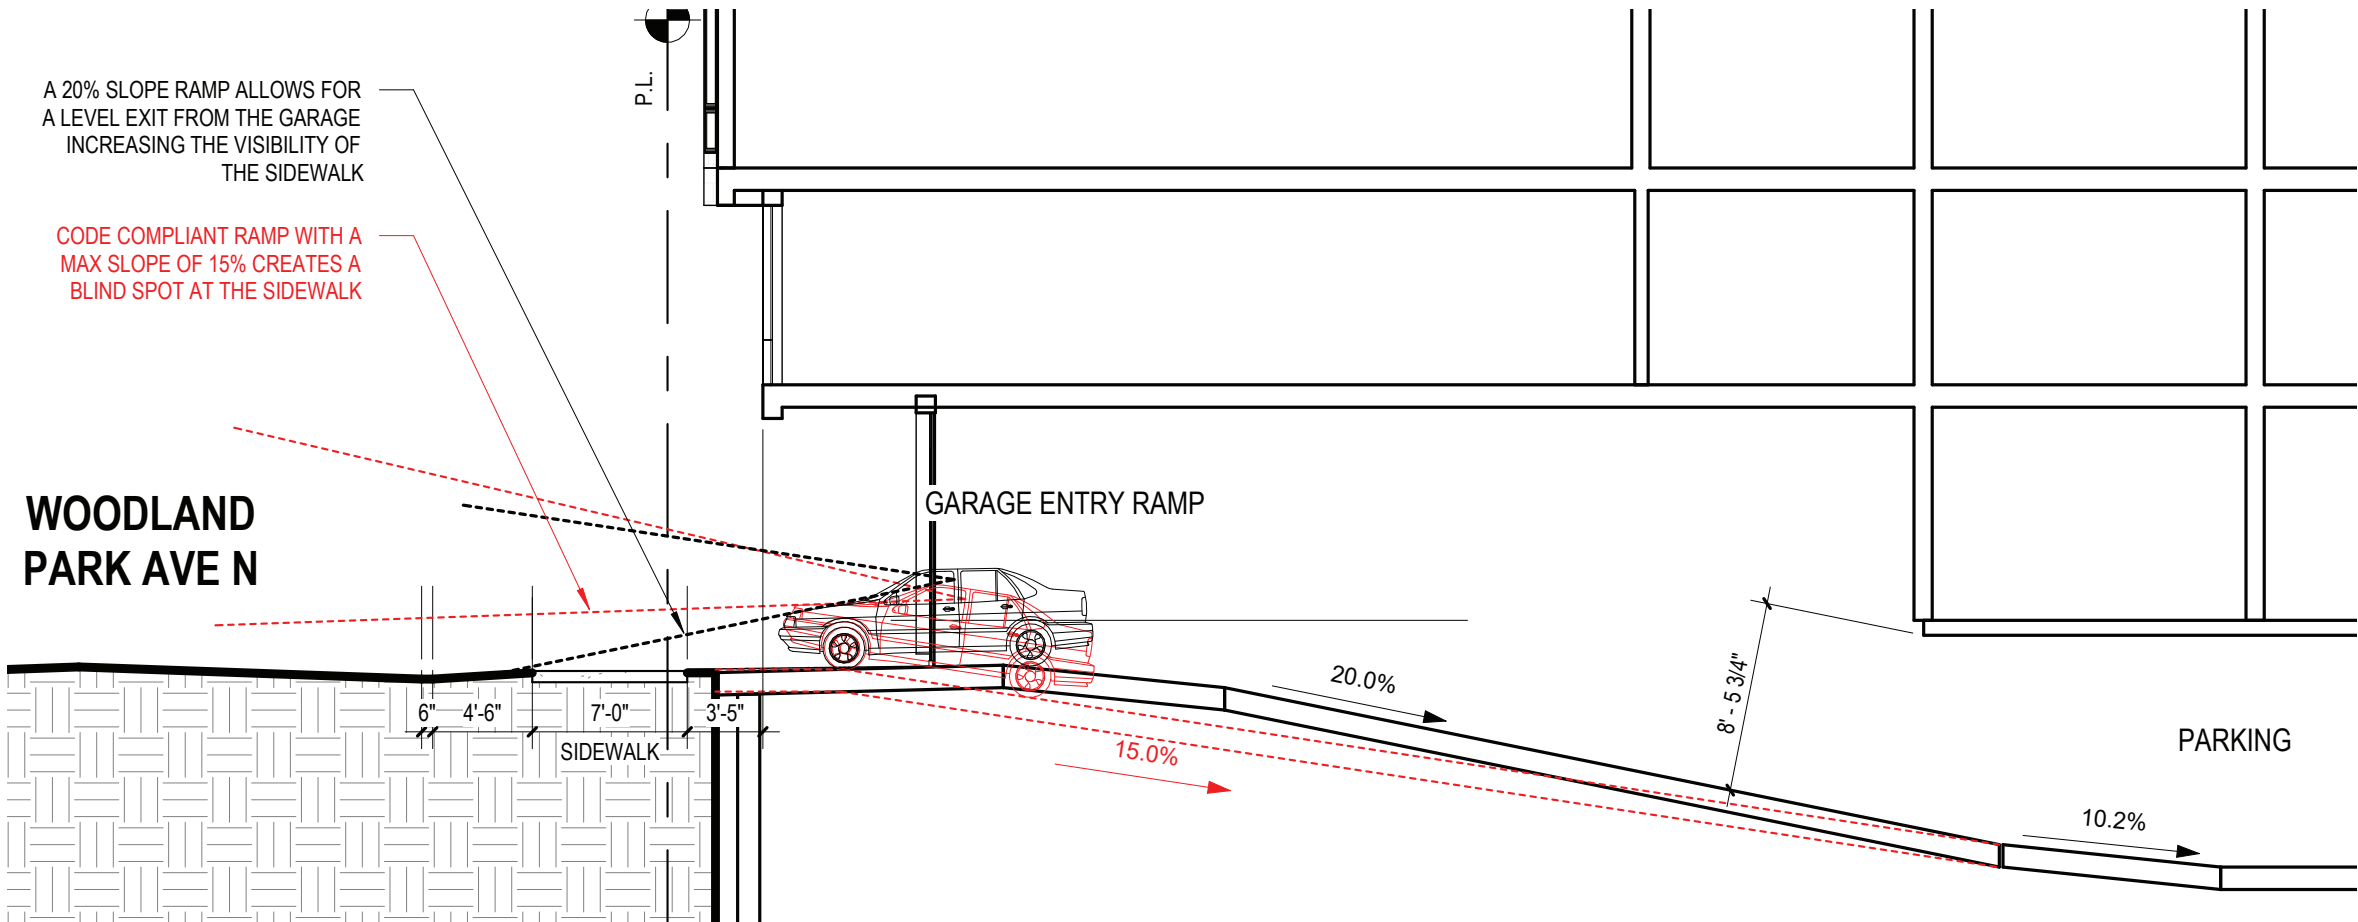 P.L.
A 20% SLOPE RAMP ALLOWS FOR
A LEVEL EXIT FROM THE GARAGE
INCREASING THE VISIBILITY OF
THE SIDEWALK
CODE COMPLIANT RAMP WITH A
MAX SLOPE OF 15% CREATES A
BLIND SPOT AT THE SIDEWALK
WOODLAND
PARK AVE N
GARAGE ENTRY RAMP
20.0%
8' - 5 3/4"
6"
4'-6"
7'-0"
3'-5"
SIDEWALK
15.0%
PARKING
10.2%